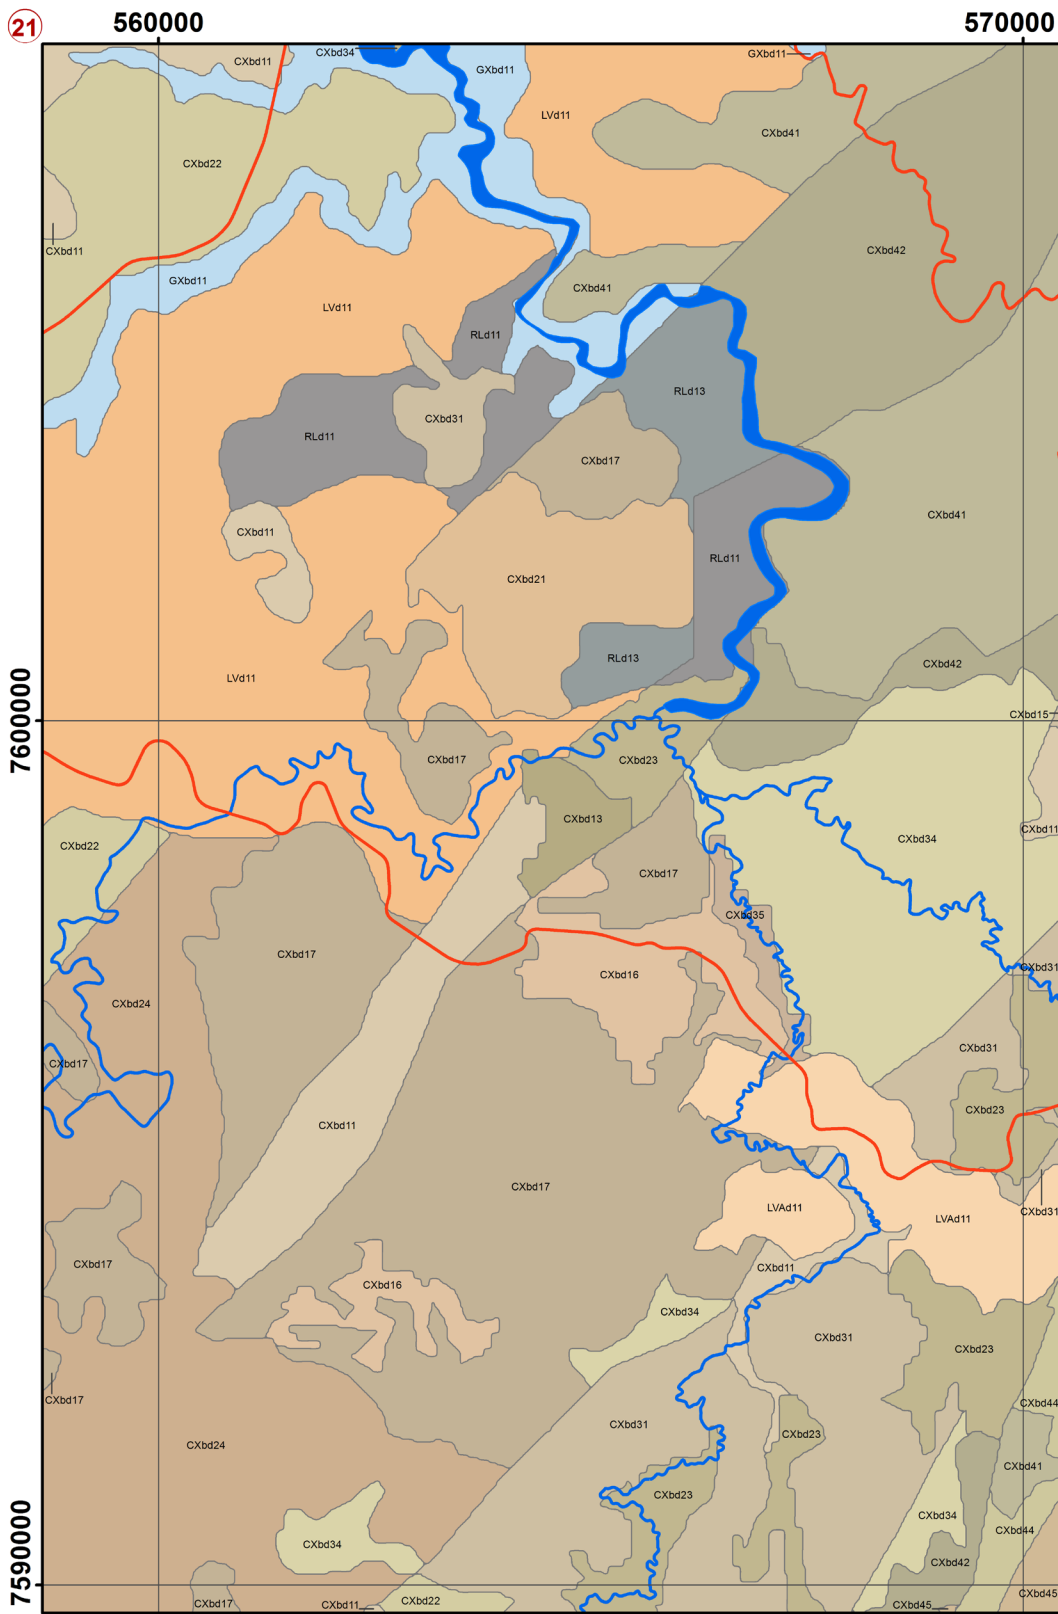 21
560000
570000
CXbd34
GXbd11
CXbd11
GXbd11
LVd11
CXbd41
CXbd22
CXbd11
CXbd42
GXbd11
CXbd41
LVd11
RLd11
RLd13
CXbd31
RLd11
CXbd17
CXbd41
CXbd11
RLd11
CXbd21
RLd13
CXbd42
LVd11
CXbd15
7600000
CXbd17
CXbd23
CXbd13
CXbd11
CXbd34
CXbd22
CXbd17
CXbd35
CXbd17
CXbd16
CXbd31
CXbd24
CXbd31
CXbd17
CXbd23
CXbd11
CXbd17
LVAd11
CXbd31
LVAd11
CXbd17
CXbd11
CXbd16
CXbd34
CXbd31
CXbd23
CXbd17
CXbd44
CXbd31
CXbd23
CXbd24
CXbd41
CXbd23
CXbd34
CXbd44
CXbd34
CXbd42
7590000
CXbd45
CXbd22
CXbd17
CXbd11
CXbd45